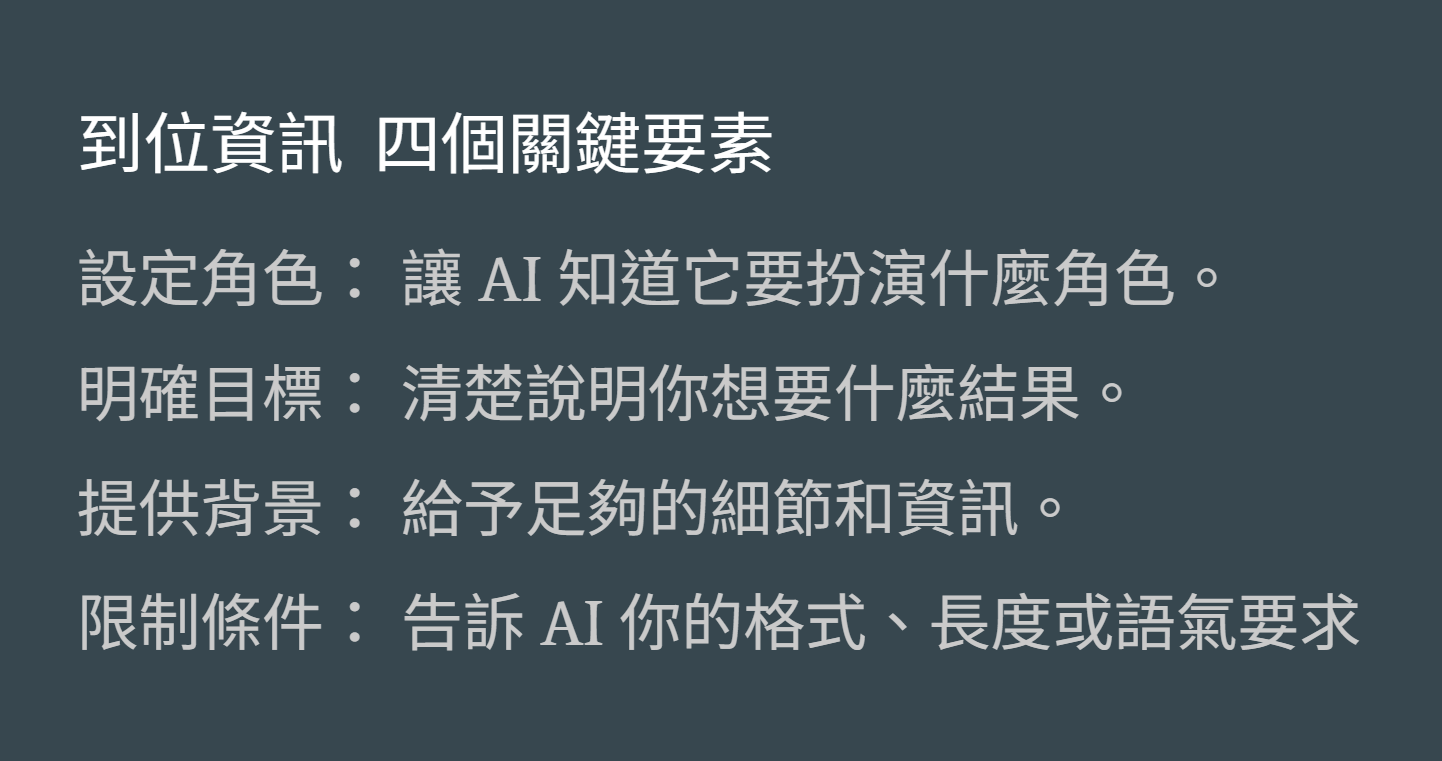 到位資訊 四個關鍵要素
設定角色： 讓 AI 知道它要扮演什麼角色。
明確目標： 清楚說明你想要什麼結果。
提供背景： 給予足夠的細節和資訊。
限制條件： 告訴 AI 你的格式、長度或語氣要求